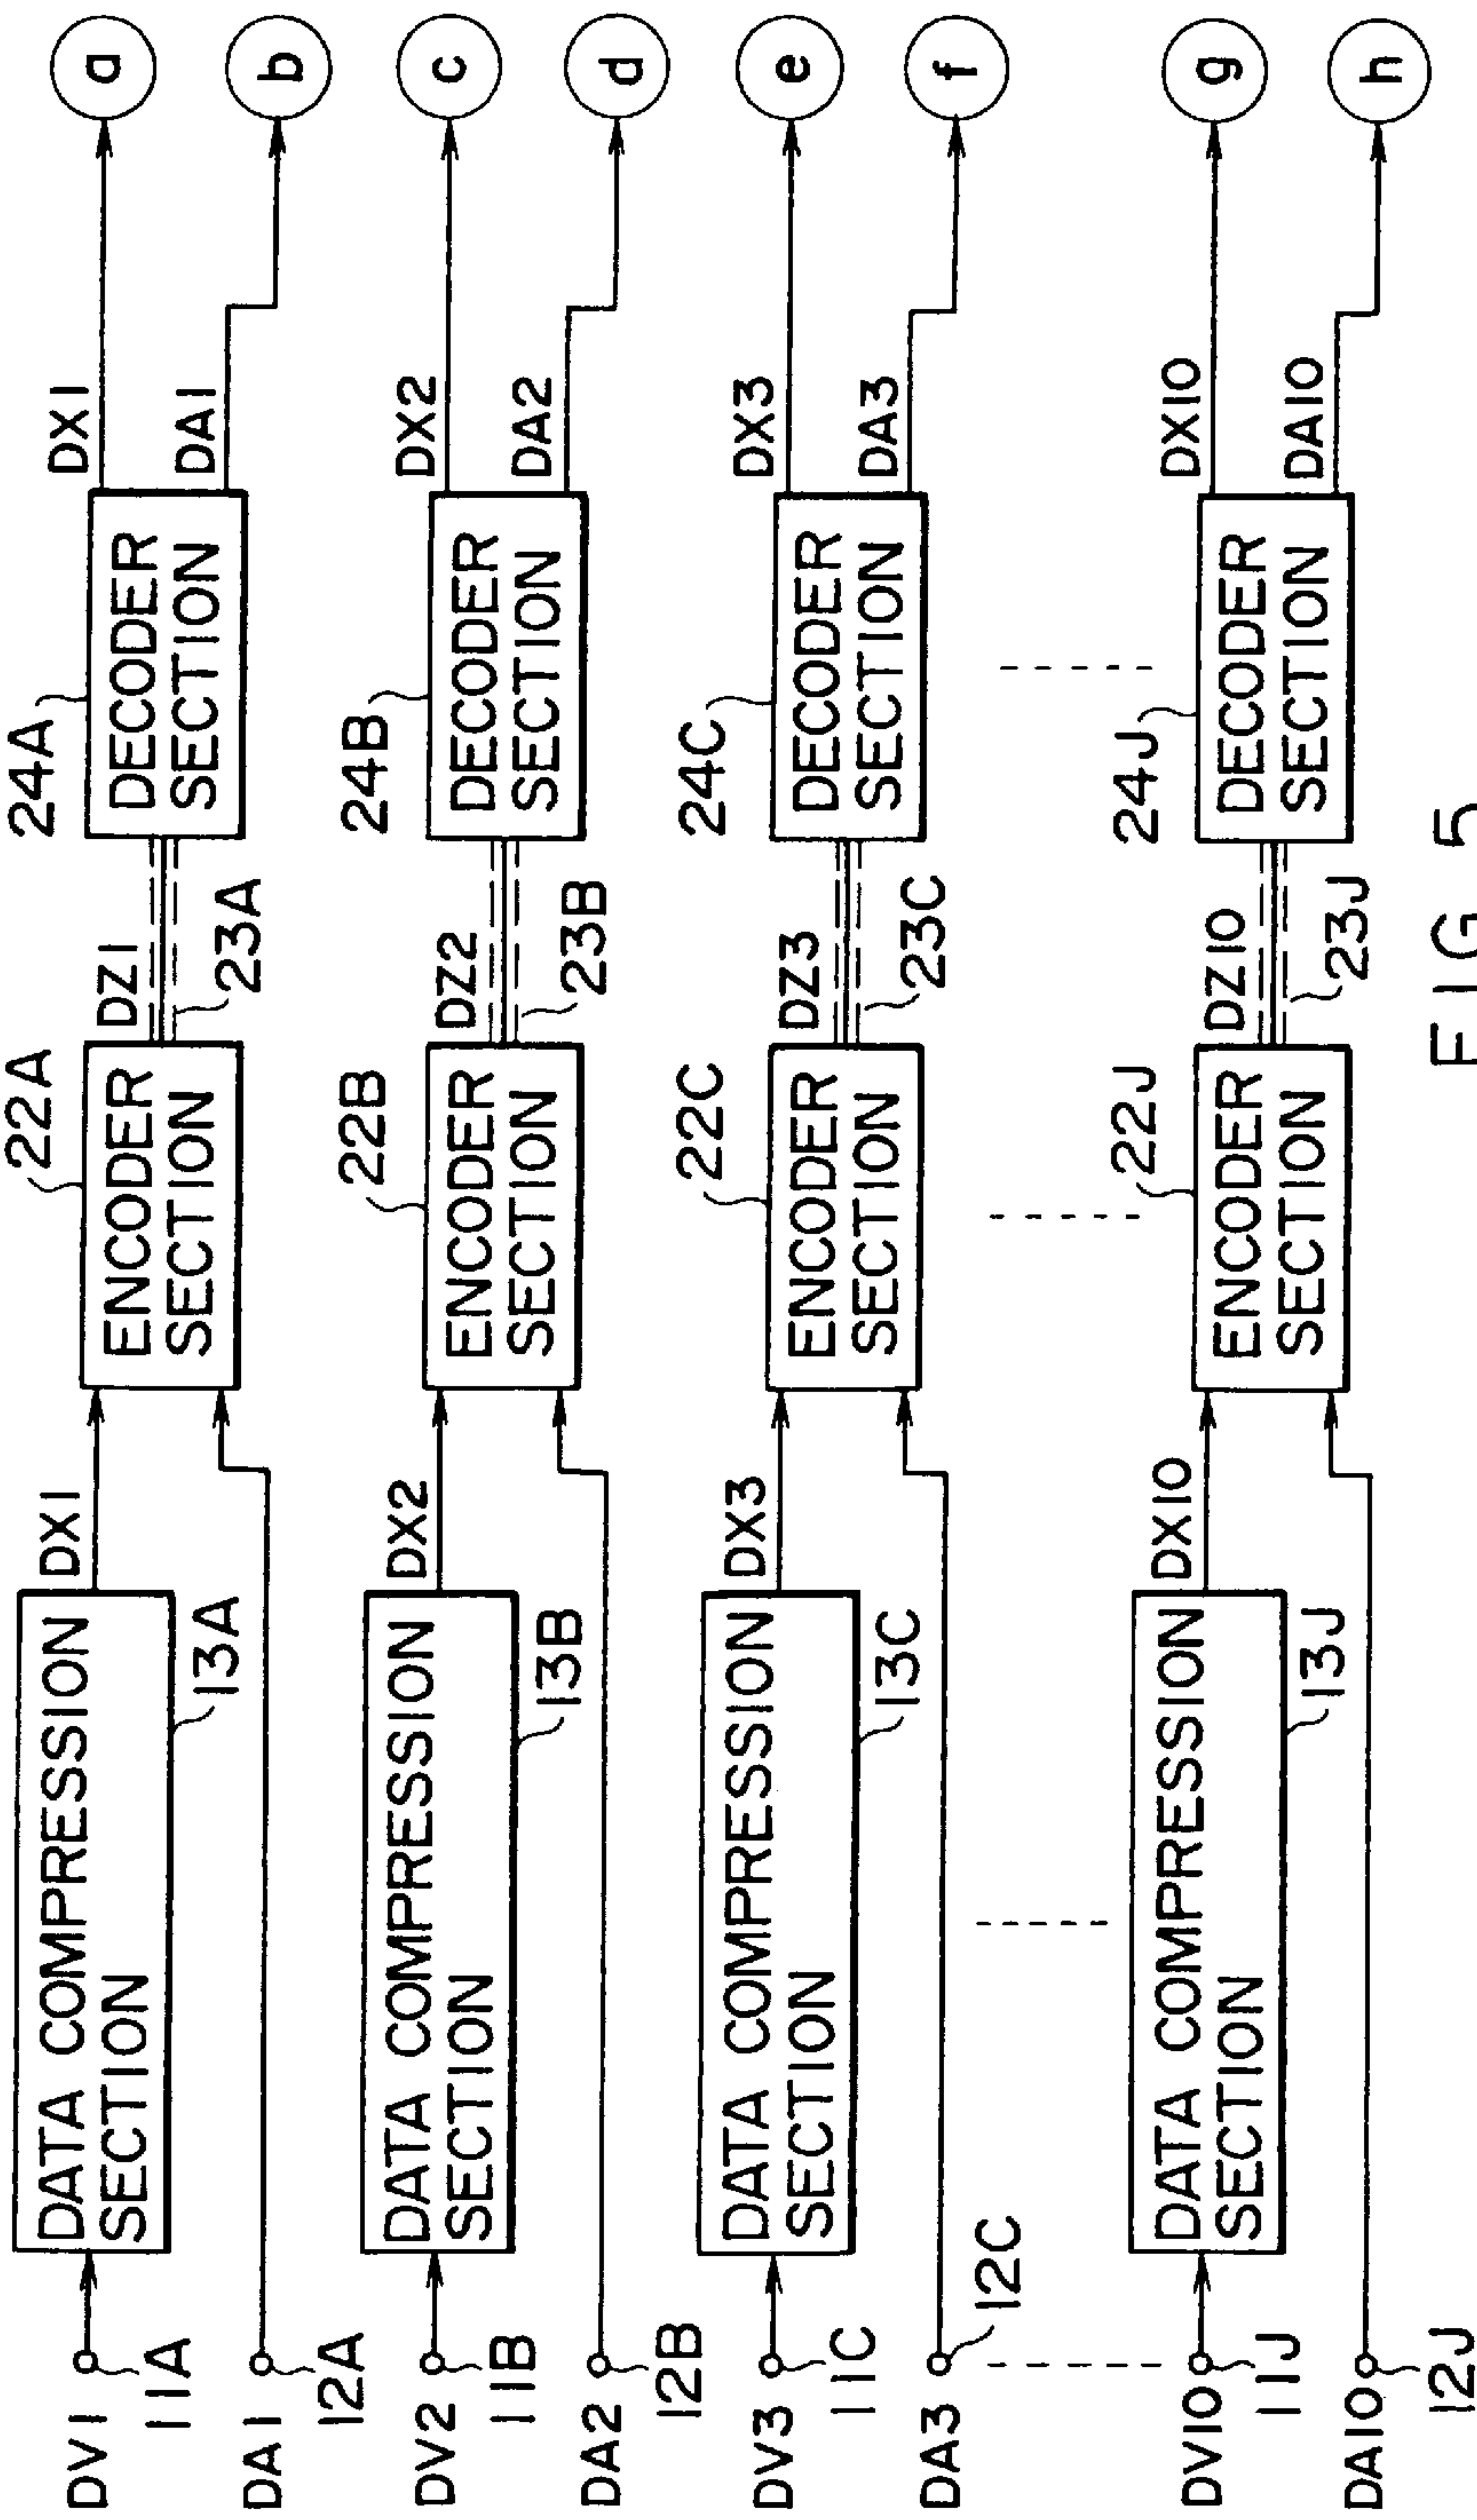 DV1
11A
DATA COMPRESSION
SECTION
13A
DX1
22A
ENCODER
SECTION
DZ1
23A
24A
DECODER
SECTION
DX1
DA1
a
b
DA1
12A
DV2
11B
DATA COMPRESSION
SECTION
13B
DX2
22B
ENCODER
SECTION
DZ2
23B
24B
DECODER
SECTION
DX2
DA2
c
d
DA2
12B
DV3
11C
DATA COMPRESSION
SECTION
13C
DX3
22C
ENCODER
SECTION
DZ3
23C
24C
DECODER
SECTION
DX3
DA3
e
f
DA3
12C
DV10
11J
DATA COMPRESSION
SECTION
13J
DX10
22J
ENCODER
SECTION
DZ10
23J
24J
DECODER
SECTION
DX10
DA10
g
h
DA10
12J
FIG 5